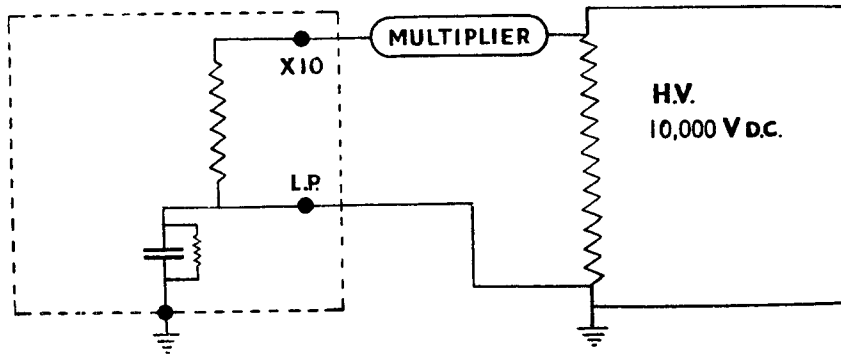 MULTIPLIER
X10
H.V.
10,000 V D.C.
L.P.